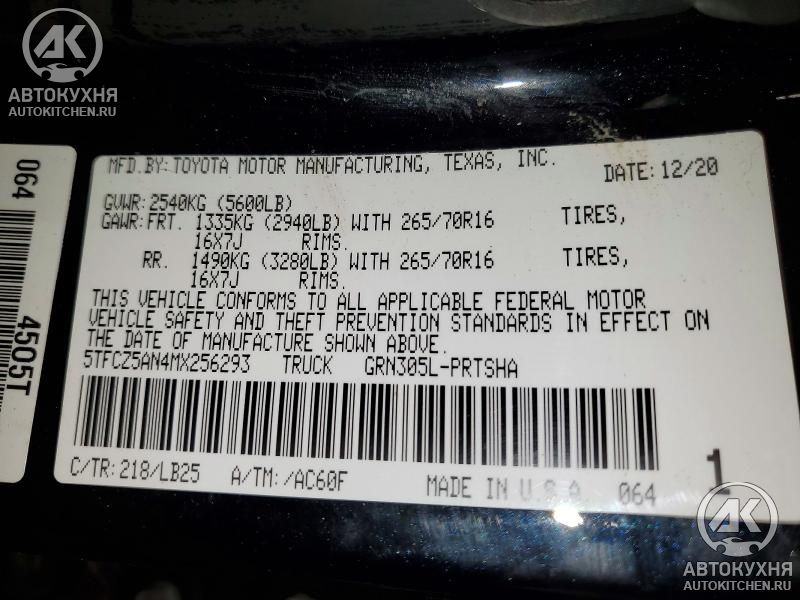 АК
АВТОКУХНЯ
AUTOKITCHEN.RU
064
4505T
MFD.BY:TOYOTA MOTOR MANUFACTURING, TEXAS, INC.
DATE:12/20
GVWR:2540KG (5600LB)
GAWR:FRT. 1335KG (2940LB) WITH 265/70R16 TIRES,
16X7J RIMS.
RR. 1490KG (3280LB) WITH 265/70R16 TIRES,
16X7J RIMS.
THIS VEHICLE CONFORMS TO ALL APPLICABLE FEDERAL MOTOR
VEHICLE SAFETY AND THEFT PREVENTION STANDARDS IN EFFECT ON
THE DATE OF MANUFACTURE SHOWN ABOVE.
5TFCZ5AN4MX256293 TRUCK GRN305L-PRTSHA
C/TR:218/LB25 A/TM:/AC60F MADE IN U.S.A. 064
1
АК
АВТОКУХНЯ
AUTOKITCHEN.RU